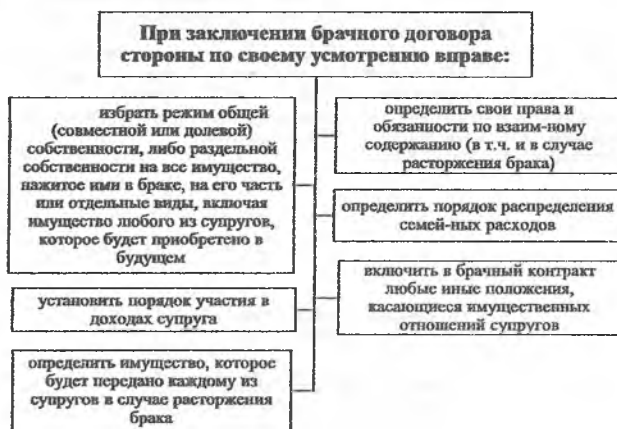 При заключении брачного договора
стороны по своему усмотрению вправе:
избрать режим общей
(совместной или долевой)
собственности, либо раздельной
собственности на все имущество,
нажитое ими в браке, на его часть
или отдельные виды, включая
имущество любого из супругов,
которое будет приобретено в
будущем
установить порядок участия в
доходах супруга
определить имущество, которое
будет передано каждому из
супругов в случае расторжения
брака
определить свои права и
обязанности по взаим-ному
содержанию (в т.ч. и в случае
расторжения брака)
определить порядок распределения
семей-ных расходов
включить в брачный контракт
любые иные положения,
касающиеся имущественных
отношений супругов